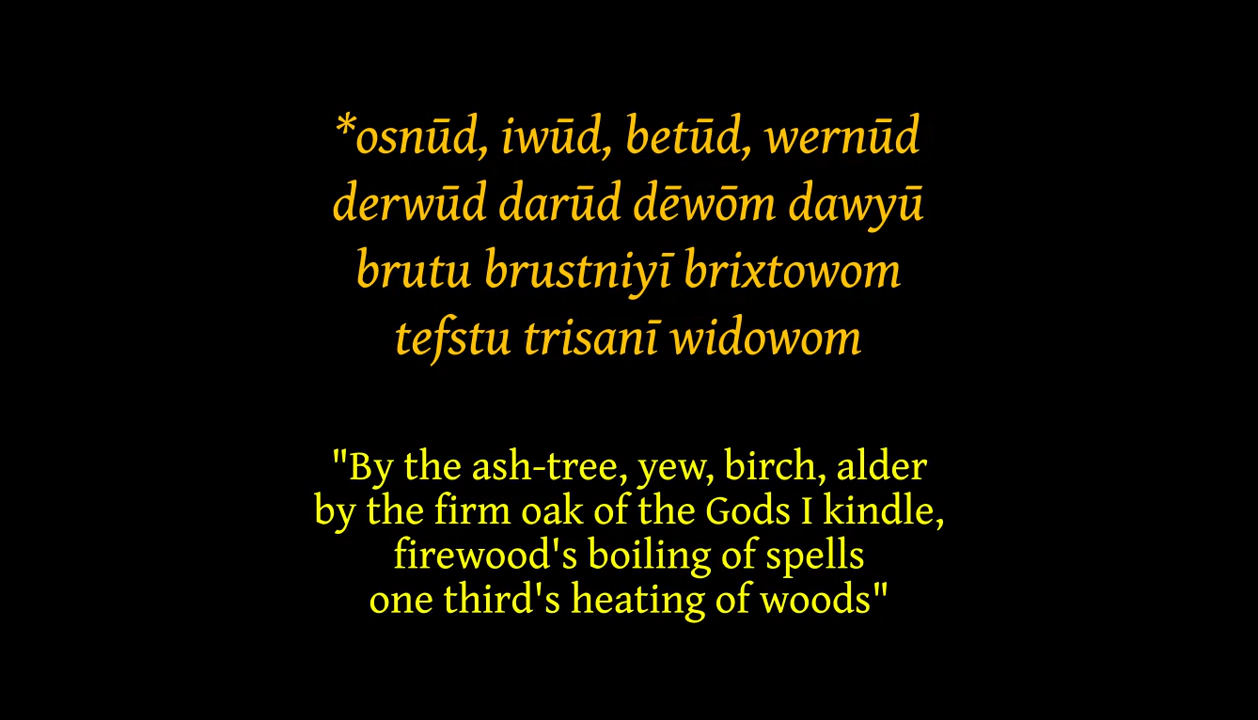 *osnūd, iwūd, betūd, wernūd
derwūd darūd dēwōm dawyū
brutu brustniyī brixtowom
tefstu trisanī widowom
"By the ash-tree, yew, birch, alder
by the firm oak of the Gods I kindle,
firewood's boiling of spells
one third's heating of woods"